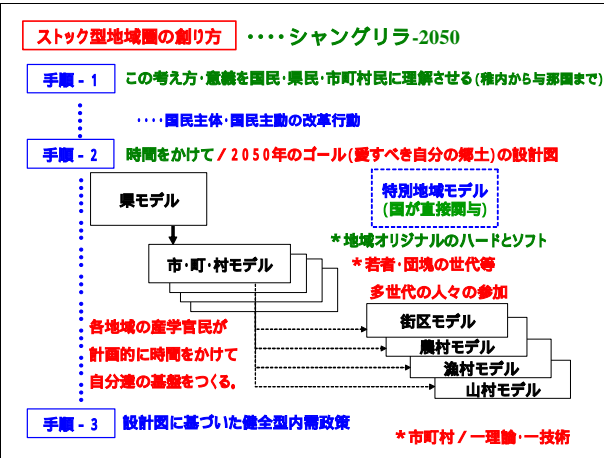 ストック型地域圏の創り方 ････シャングリラ-2050
手順 - 1 この考え方･意義を国民･県民･市町村民に理解させる(稚内から与那国まで)
････国民主体･国民主動の改革行動
手順 - 2 時間をかけて/2050年のゴール(愛すべき自分の郷土)の設計図
県モデル
特別地域モデル
(国が直接関与)
*地域オリジナルのハードとソフト
市･町･村モデル
*若者･団塊の世代等
多世代の人々の参加
各地域の産学官民が
計画的に時間をかけて
自分達の基盤をつくる。
街区モデル
農村モデル
漁村モデル
山村モデル
手順 - 3 設計図に基づいた健全型内需政策
*市町村/一理論･一技術